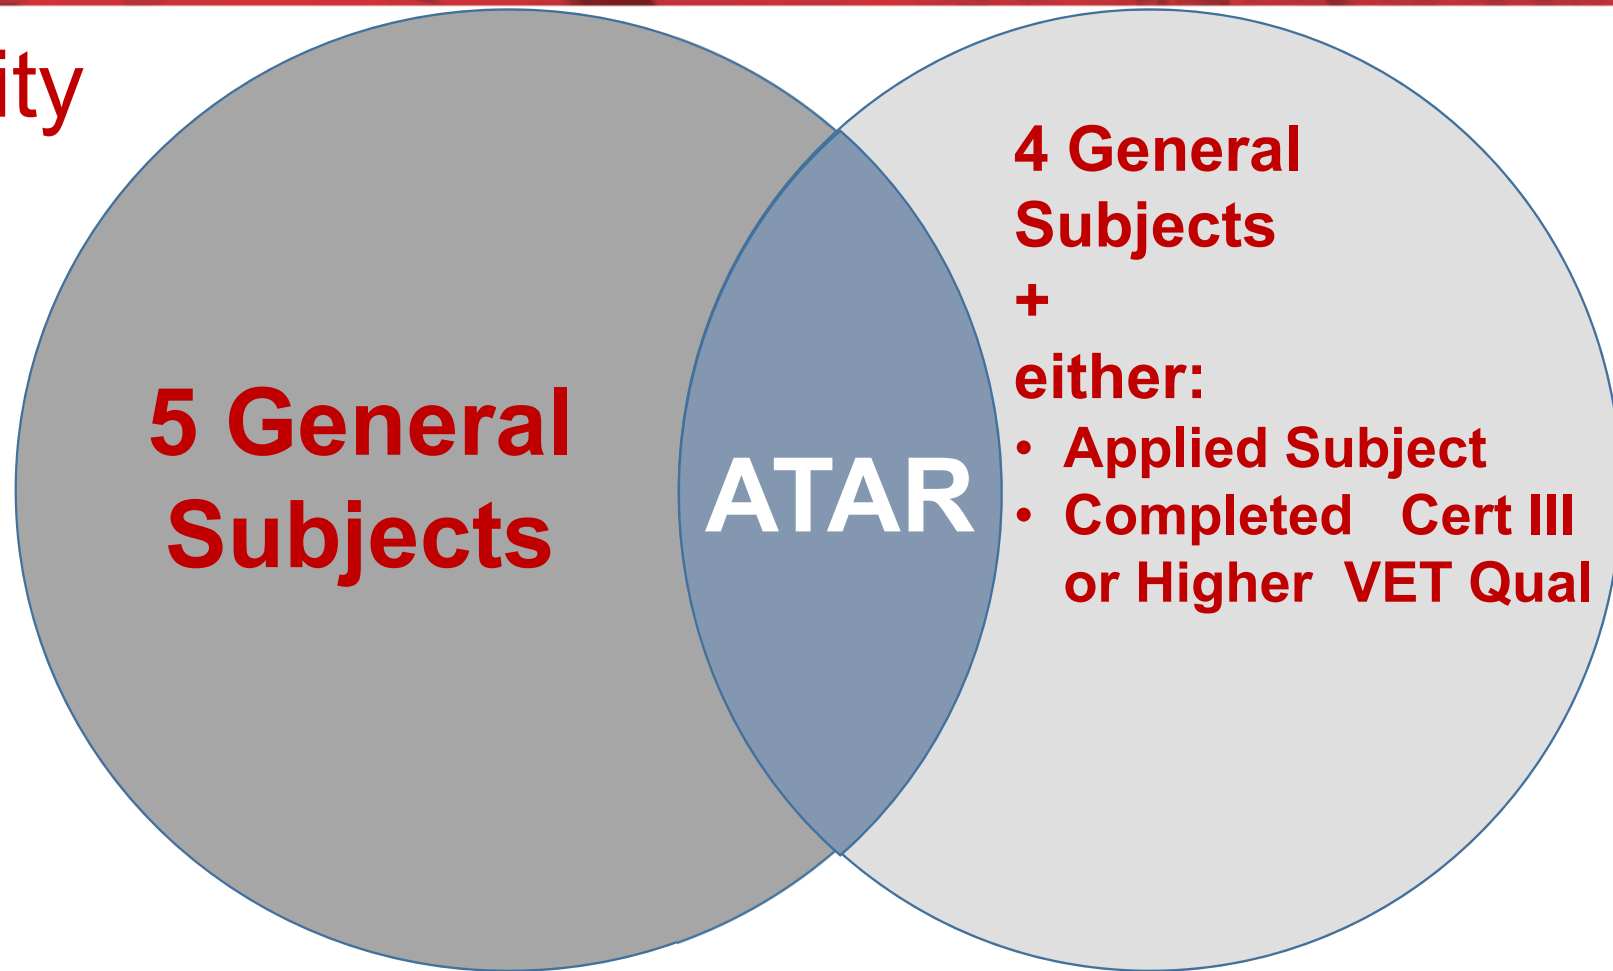 ity
5 General
Subjects
ATAR
4 General
Subjects
+
either:
• Applied Subject
• Completed Cert III
or Higher VET Qual